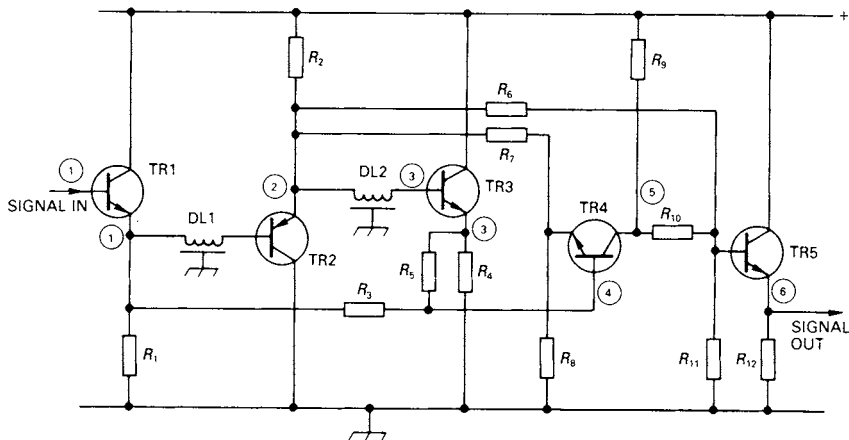 +
R2
R9
R6
R7
1
TR1
3
TR3
SIGNAL IN
DL1
2
DL2
TR4
5
R10
1
TR2
3
TR5
R5
R4
4
6
R3
SIGNAL
OUT
R1
R8
R11
R12